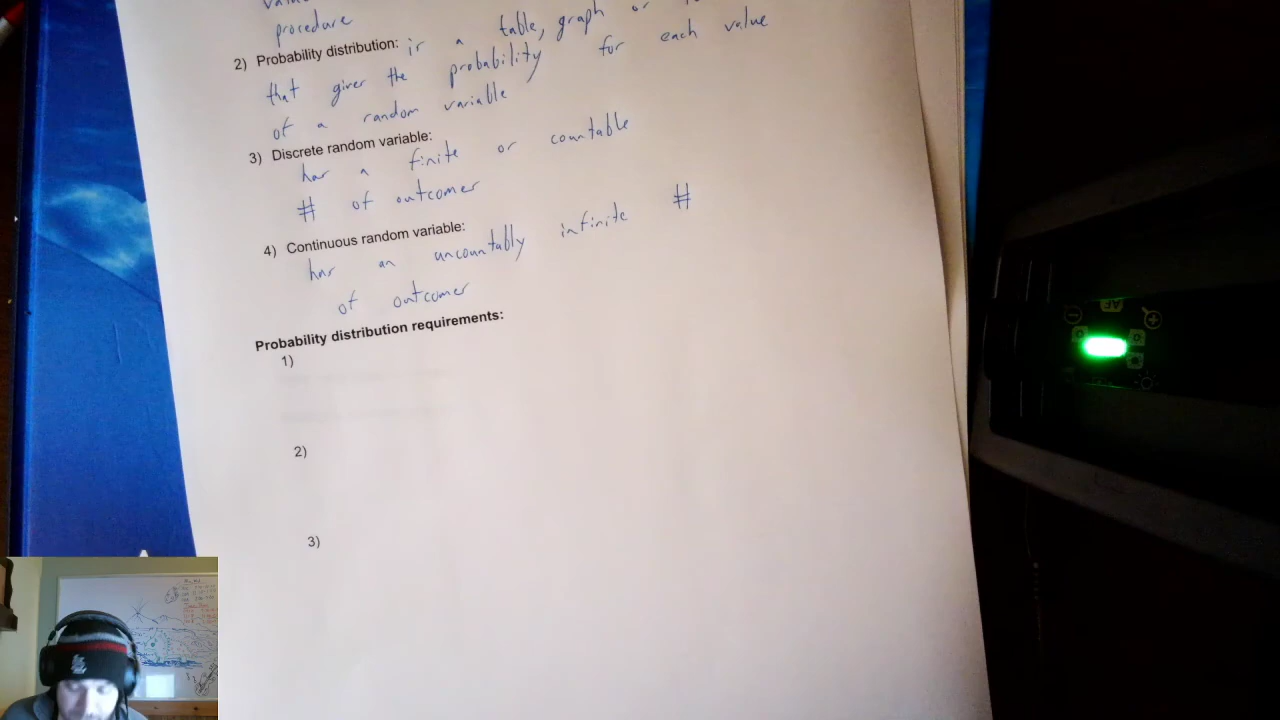 procedure
2) Probability distribution: is a table, graph or
that gives the probability for each value
of a random variable
3) Discrete random variable:
has a finite or countable
# of outcomes
4) Continuous random variable:
has an uncountably infinite #
of outcomes
Probability distribution requirements:
1)
2)
3)
AF